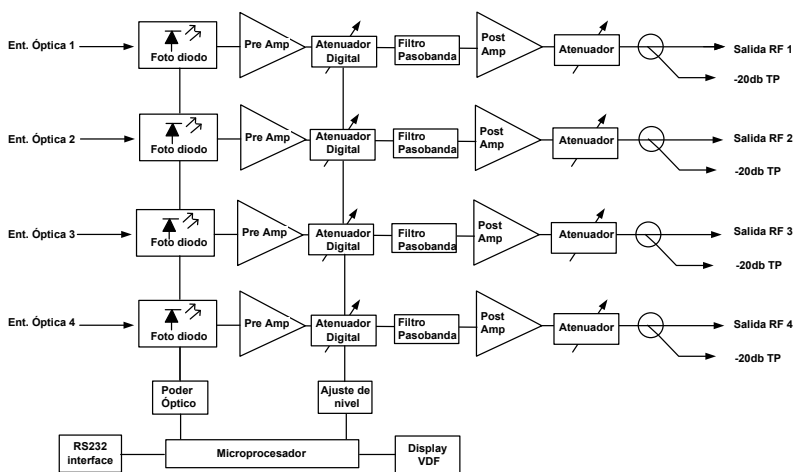 Ent. Óptica 1
Foto diodo
Pre Amp
Atenuador
Digital
Filtro
Pasobanda
Post
Amp
Atenuador
Salida RF 1
-20db TP
Ent. Óptica 2
Foto diodo
Pre Amp
Atenuador
Digital
Filtro
Pasobanda
Post
Amp
Atenuador
Salida RF 2
-20db TP
Ent. Óptica 3
Foto diodo
Pre Amp
Atenuador
Digital
Filtro
Pasobanda
Post
Amp
Atenuador
Salida RF 3
-20db TP
Ent. Óptica 4
Foto diodo
Pre Amp
Atenuador
Digital
Filtro
Pasobanda
Post
Amp
Atenuador
Salida RF 4
-20db TP
Poder
Óptico
Ajuste de
nivel
RS232
interface
Microprocesador
Display
VDF